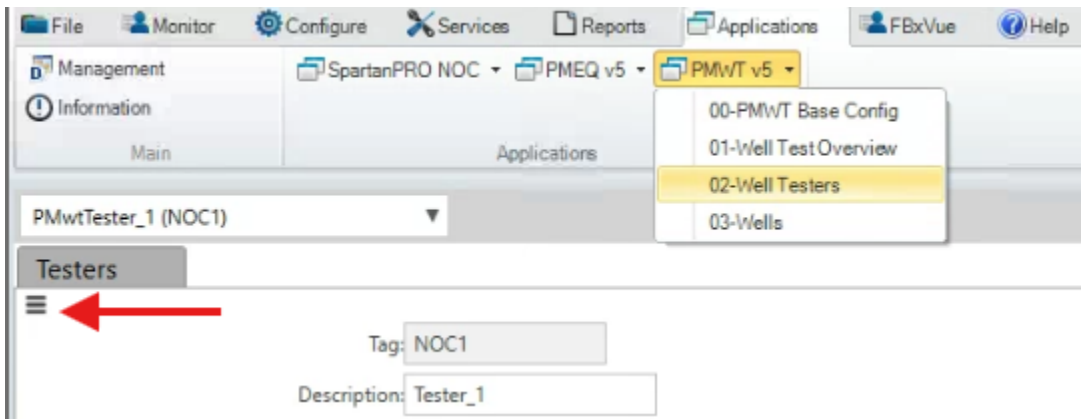 File Monitor Configure Services Reports Applications FBxVue Help
Management SpartanPRO NOC PMEQ v5 PMWT v5
Information
Main Applications
00-PMWT Base Config
01-Well Test Overview
02-Well Testers
03-Wells
PMwtTester_1 (NOC1)
Testers
Tag: NOC1
Description: Tester_1